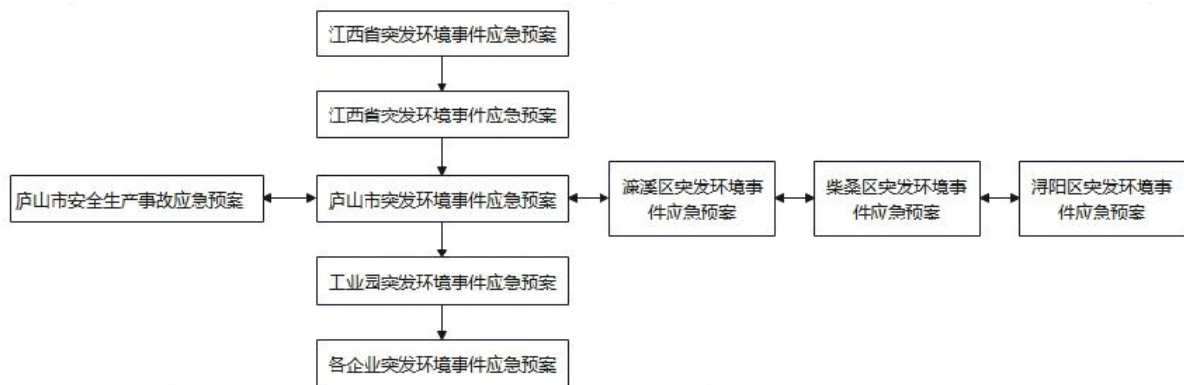 江西省突发环境事件应急预案
江西省突发环境事件应急预案
庐山市安全生产事故应急预案
庐山市突发环境事件应急预案
濂溪区突发环境事
件应急预案
柴桑区突发环境事
件应急预案
浔阳区突发环境事
件应急预案
工业园突发环境事件应急预案
各企业突发环境事件应急预案